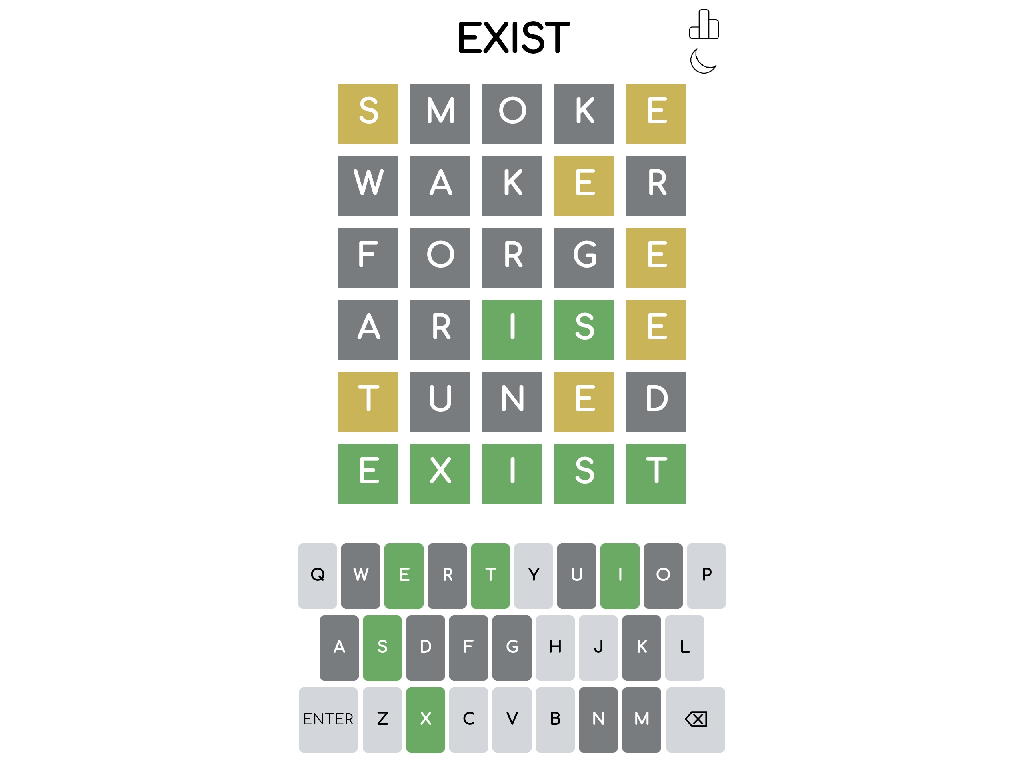 EXIST
S M O K E
W A K E R
F O R G E
A R I S E
T U N E D
E X I S T
Q W E R T Y U I O P
A S D F G H J K L
ENTER Z X C V B N M